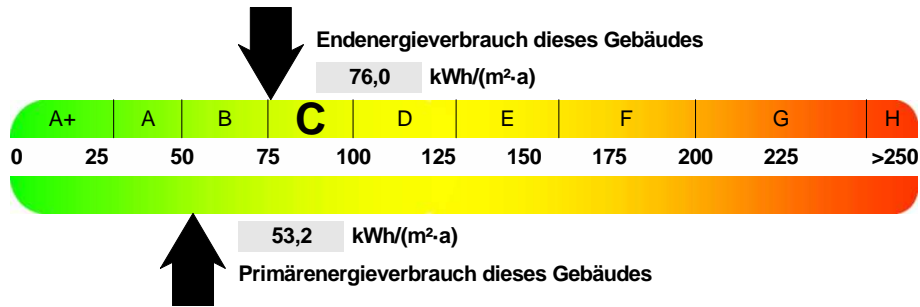 Endenergieverbrauch dieses Gebäudes
76,0 kWh/(m²·a)
A+ A B C D E F G H
0 25 50 75 100 125 150 175 200 225 >250
53,2 kWh/(m²·a)
Primärenergieverbrauch dieses Gebäudes